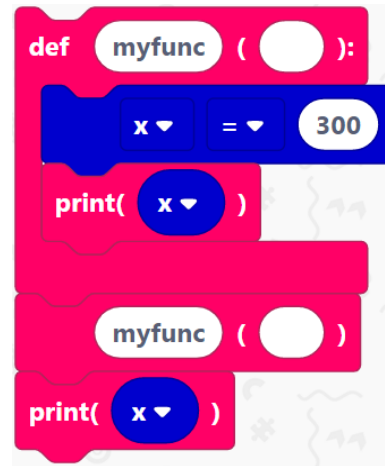 def myfunc ( ):
x = 300
print( x )
myfunc ( )
print( x )